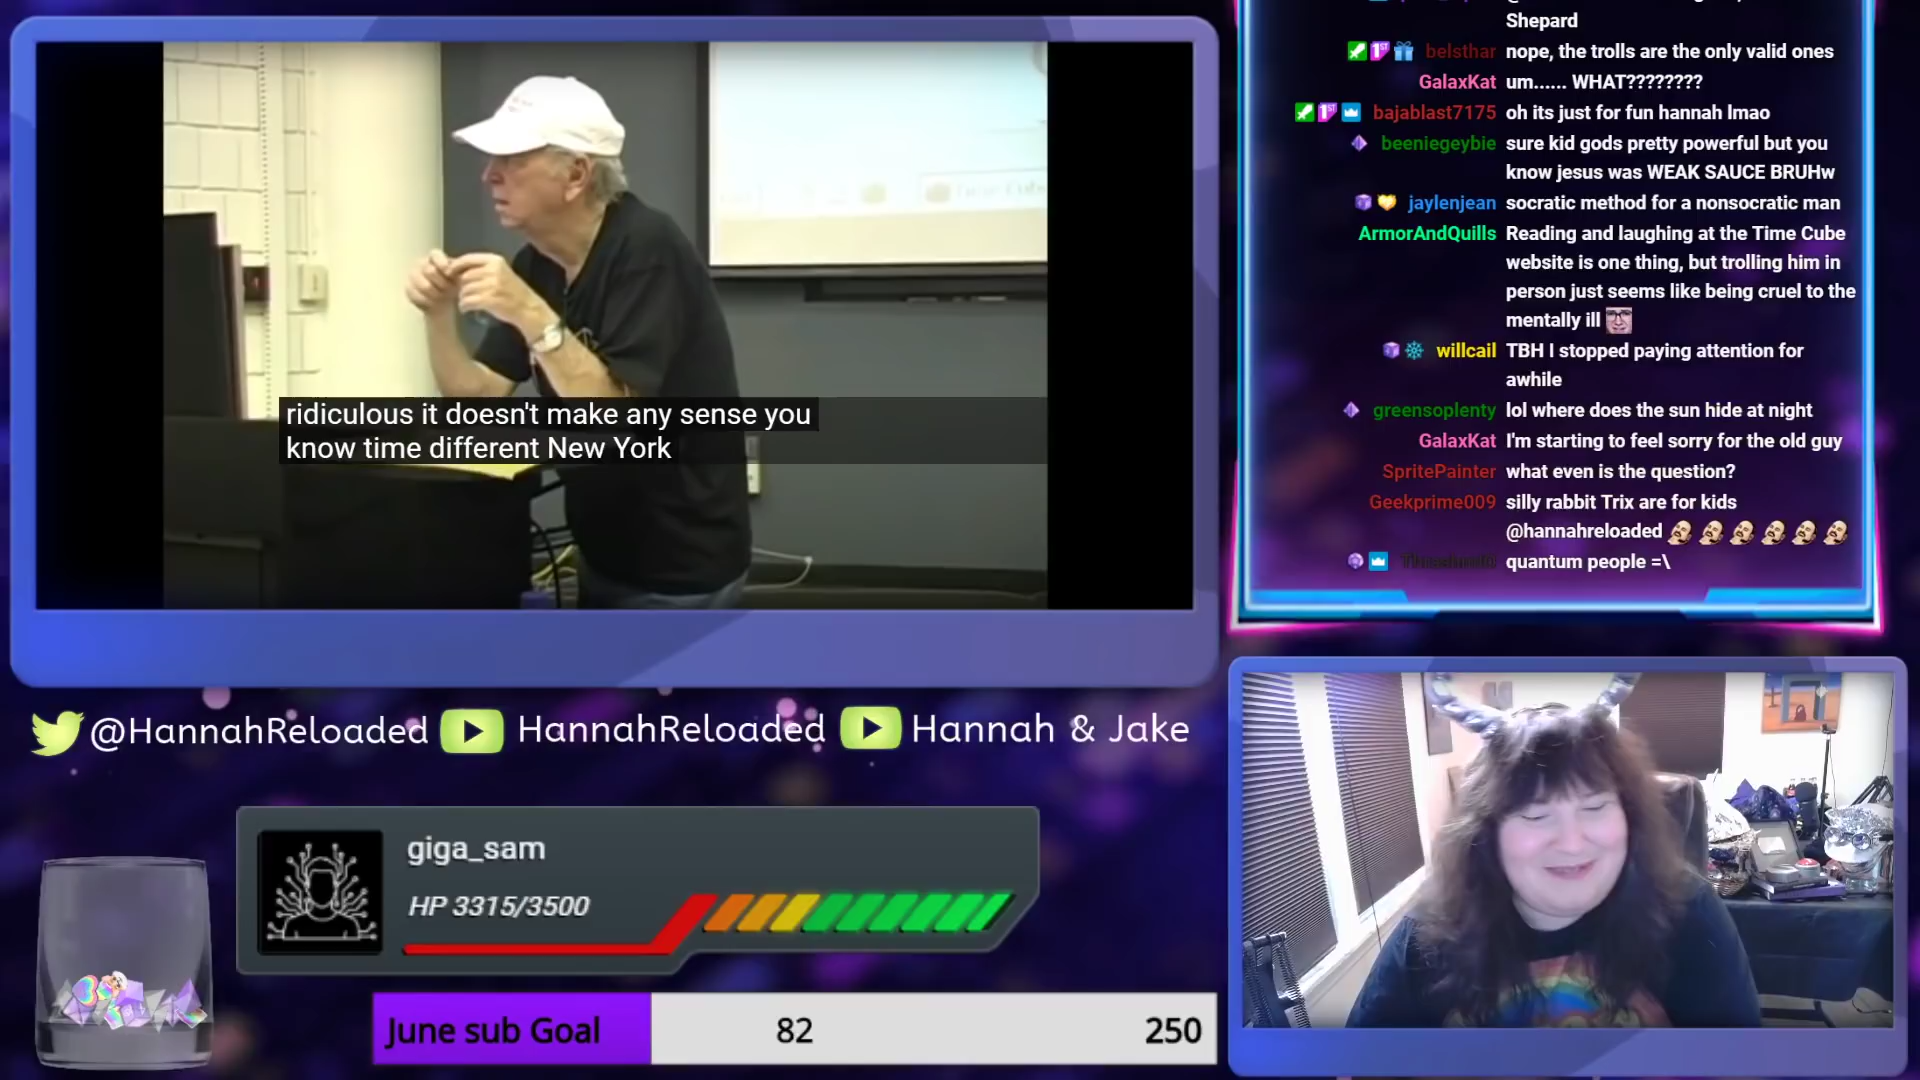 ridiculous it doesn't make any sense you
know time different New York
Shepard
belsthar nope, the trolls are the only valid ones
GalaxKat um...... WHAT????????
bajablast7175 oh its just for fun hannah lmao
beeniegeybie sure kid gods pretty powerful but you
know jesus was WEAK SAUCE BRUHw
jaylenjean socratic method for a nonsocratic man
ArmorAndQuills Reading and laughing at the Time Cube
website is one thing, but trolling him in
person just seems like being cruel to the
mentally ill
willcail TBH I stopped paying attention for
awhile
greensoplenty lol where does the sun hide at night
GalaxKat I'm starting to feel sorry for the old guy
SpritePainter what even is the question?
Geekprime009 silly rabbit Trix are for kids
@hannahreloaded
quantum people =\
@HannahReloaded HannahReloaded Hannah & Jake
giga_sam
HP 3315/3500
June sub Goal 82 250